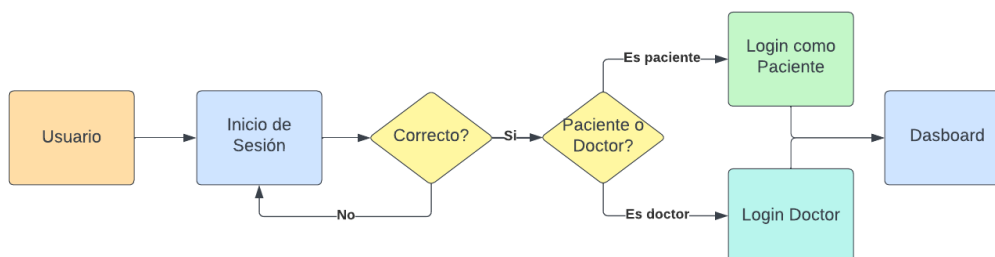 Usuario
Inicio de
Sesión
Correcto?
Si
No
Paciente o
Doctor?
Es paciente
Es doctor
Login como
Paciente
Login Doctor
Dasboard